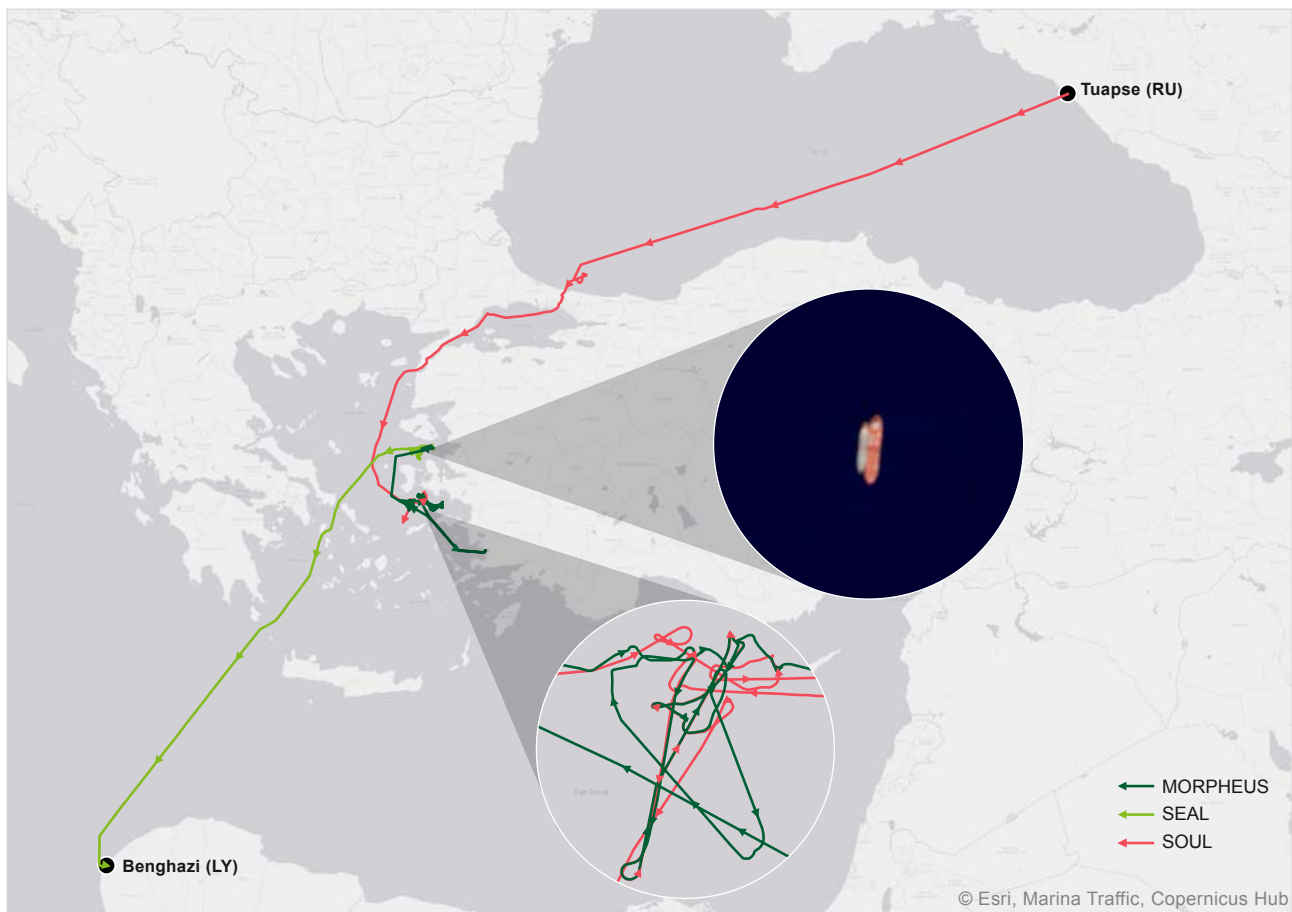 Tuapse (RU)
Benghazi (LY)
MORPHEUS
SEAL
SOUL
© Esri, Marina Traffic, Copernicus Hub